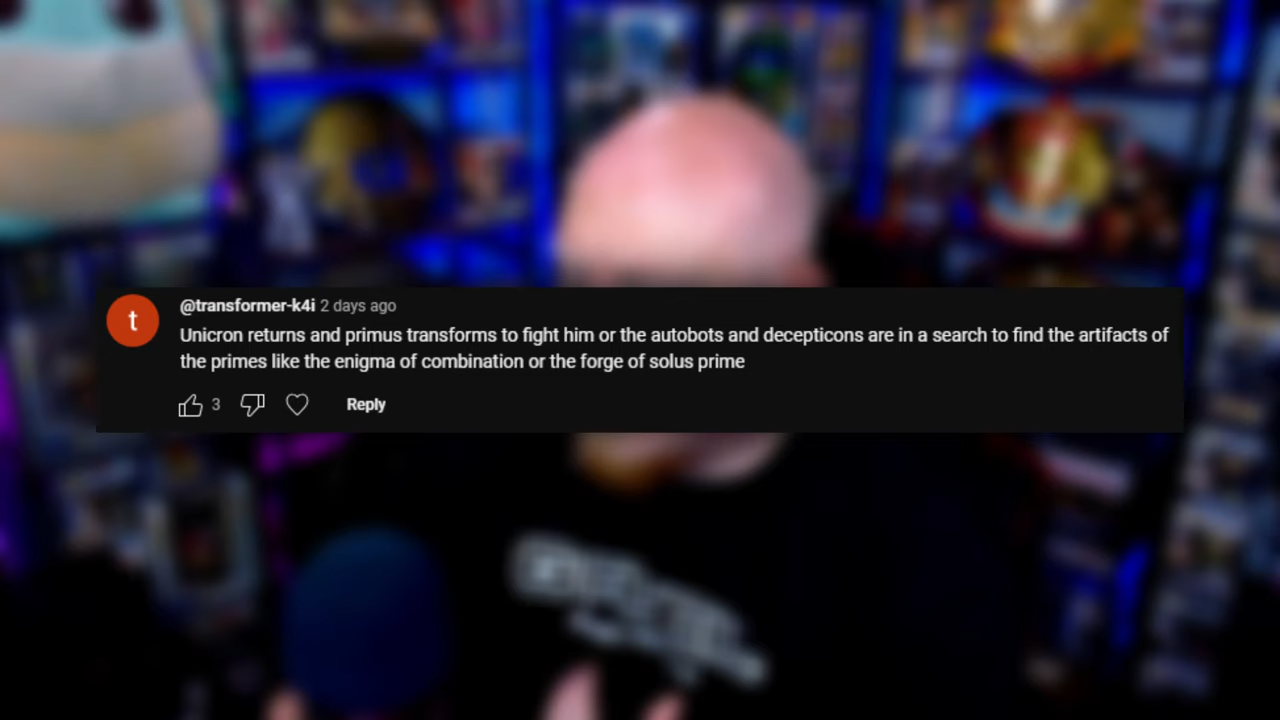 t
@transformer-k4i 2 days ago
Unicron returns and primus transforms to fight him or the autobots and decepticons are in a search to find the artifacts of
the primes like the enigma of combination or the forge of solus prime
3 Reply